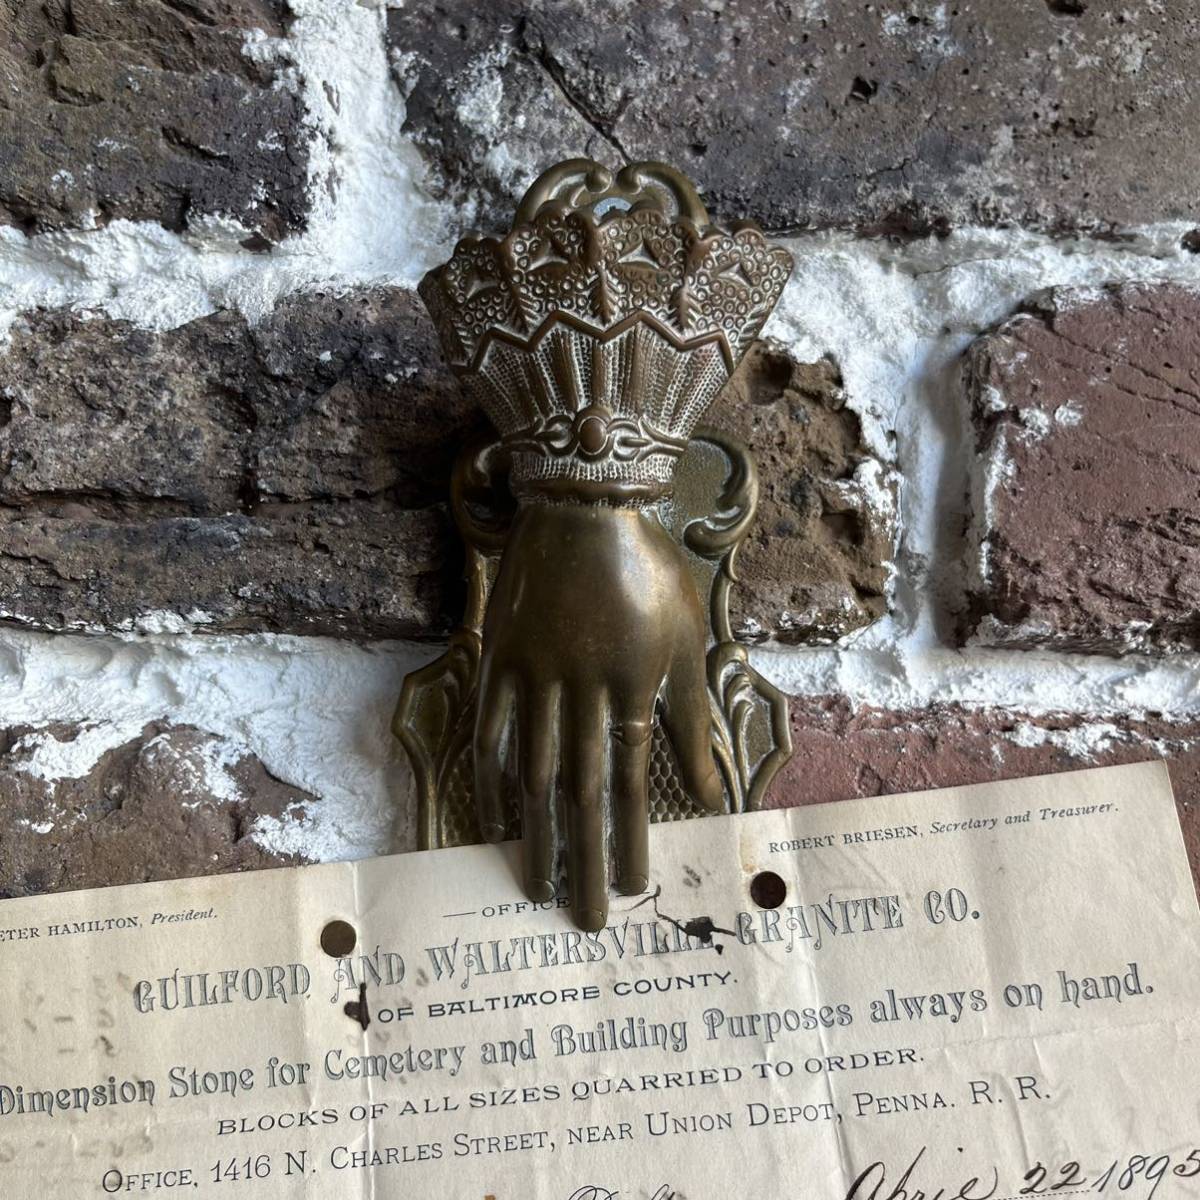 ETER HAMILTON, President.
ROBERT BRIESEN, Secretary and Treasurer.
— OFFICE
GUILFORD AND WALTERSVILLE GRANITE CO.
OF BALTIMORE COUNTY.
Dimension Stone for Cemetery and Building Purposes always on hand.
BLOCKS OF ALL SIZES QUARRIED TO ORDER.
OFFICE, 1416 N. CHARLES STREET, NEAR UNION DEPOT, PENNA. R. R.
Aprie 22 1895